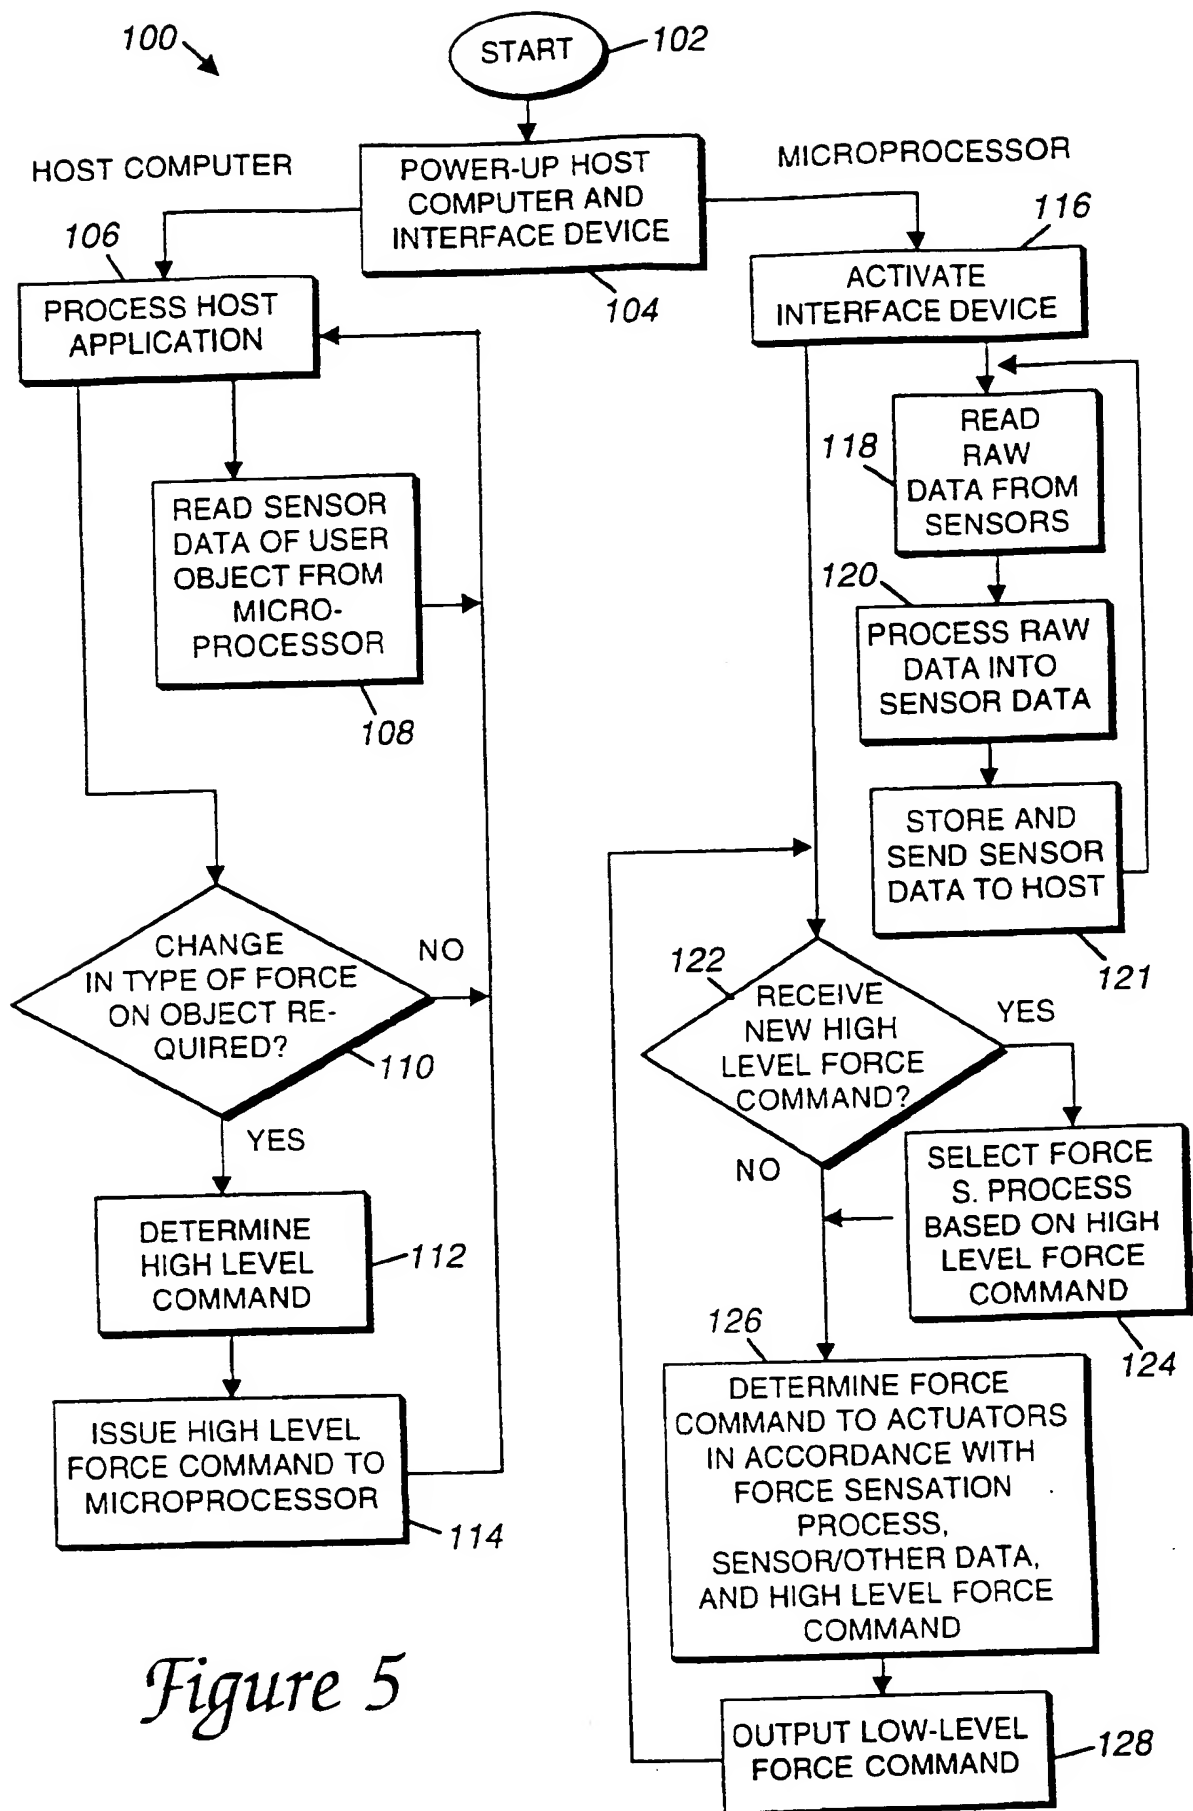 100
START
102
HOST COMPUTER
POWER-UP HOST
COMPUTER AND
INTERFACE DEVICE
104
MICROPROCESSOR
106
PROCESS HOST
APPLICATION
READ SENSOR
DATA OF USER
OBJECT FROM
MICRO-
PROCESSOR
108
CHANGE
IN TYPE OF FORCE
ON OBJECT RE-
QUIRED?
110
NO
YES
DETERMINE
HIGH LEVEL
COMMAND
112
ISSUE HIGH LEVEL
FORCE COMMAND TO
MICROPROCESSOR
114
116
ACTIVATE
INTERFACE DEVICE
118
READ
RAW
DATA FROM
SENSORS
120
PROCESS RAW
DATA INTO
SENSOR DATA
STORE AND
SEND SENSOR
DATA TO HOST
121
122
RECEIVE
NEW HIGH
LEVEL FORCE
COMMAND?
YES
NO
SELECT FORCE
S. PROCESS
BASED ON HIGH
LEVEL FORCE
COMMAND
124
126
DETERMINE FORCE
COMMAND TO ACTUATORS
IN ACCORDANCE WITH
FORCE SENSATION
PROCESS,
SENSOR/OTHER DATA,
AND HIGH LEVEL FORCE
COMMAND
OUTPUT LOW-LEVEL
FORCE COMMAND
128
Figure 5